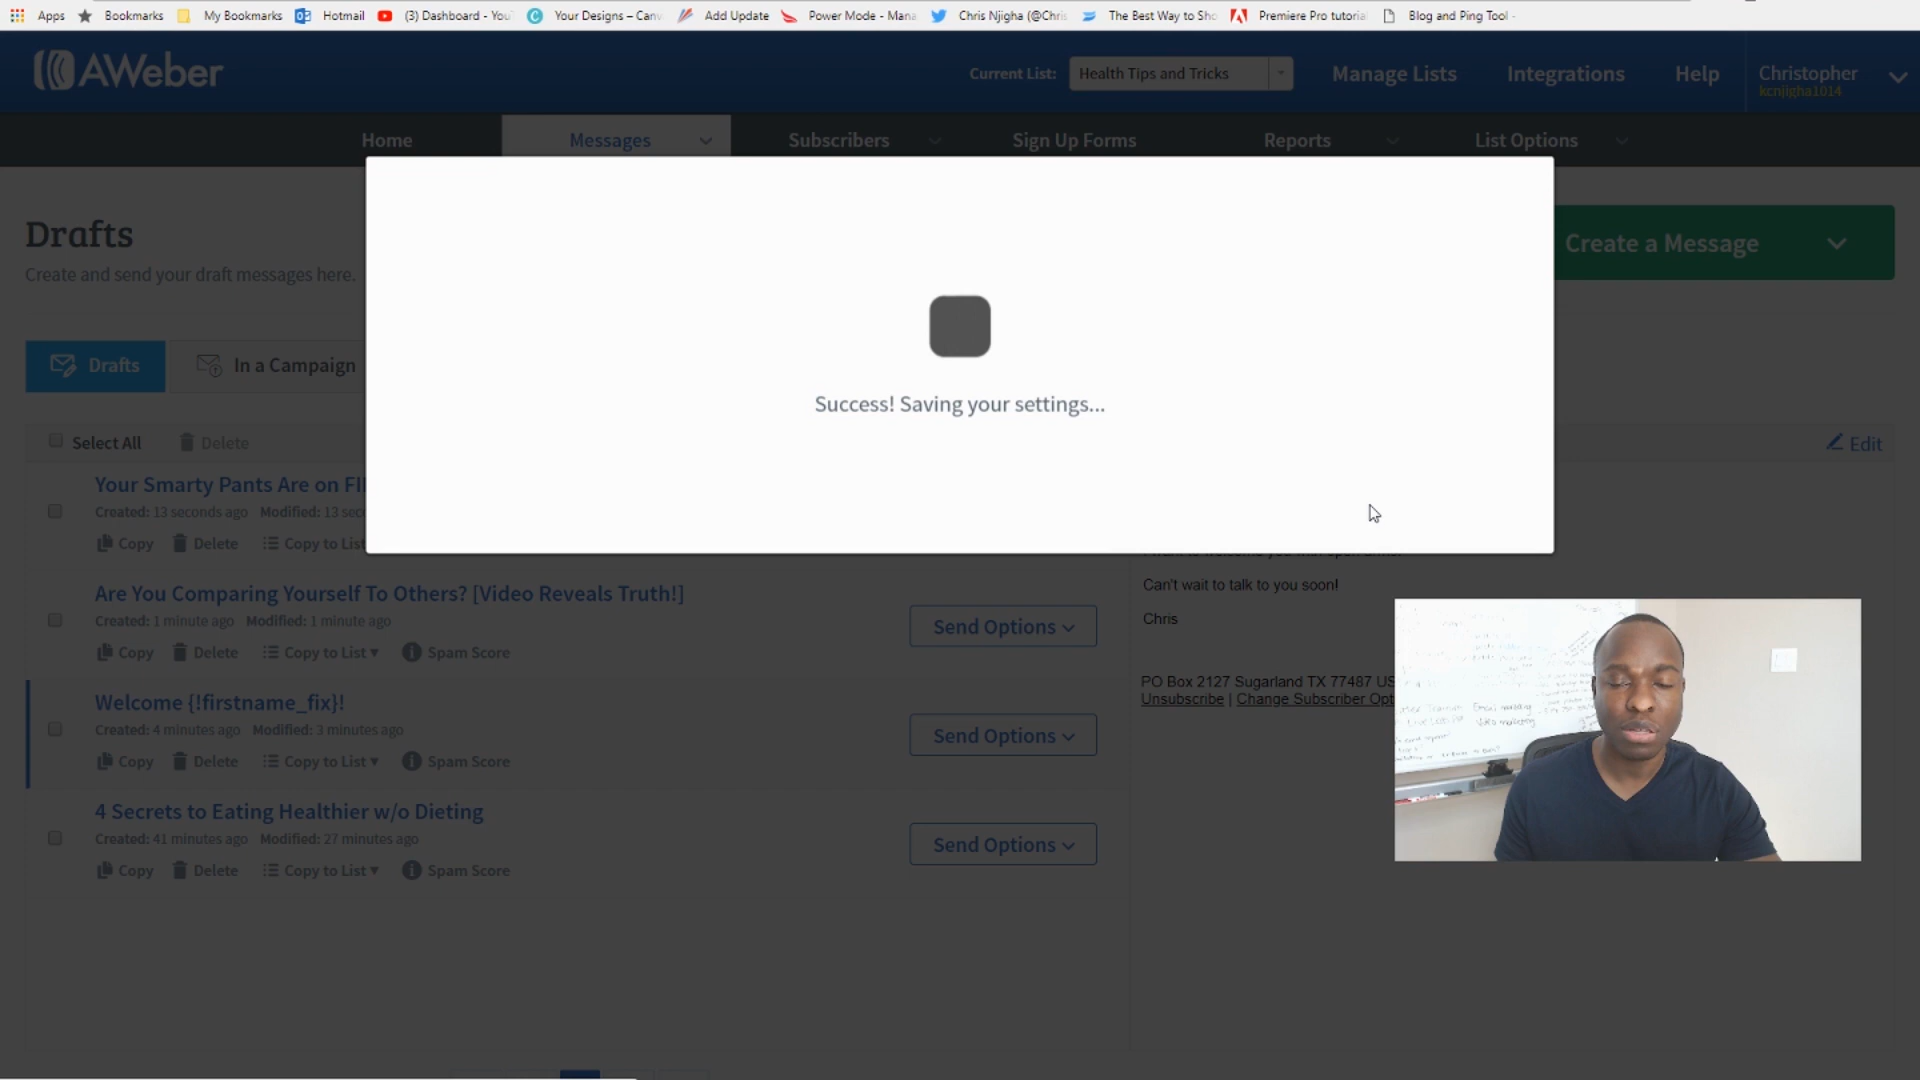 Apps Bookmarks My Bookmarks Hotmail (3) Dashboard - You Your Designs – Canv Add Update Power Mode - Mana Chris Njigha (@Chris The Best Way to Sho Premiere Pro tutorial Blog and Ping Tool -
AWeber
Current List: Health Tips and Tricks Manage Lists Integrations Help Christopher
kcnjigha1014
Home Messages Subscribers Sign Up Forms Reports List Options
Drafts
Create a Message
Create and send your draft messages here.
Drafts In a Campaign
Success! Saving your settings...
Select All Delete
Edit
Your Smarty Pants Are on
Created: 13 seconds ago Modified: 13
Copy Delete Copy to List
Can't wait to talk to you soon!
Chris
PO Box 2127 Sugarland TX 77487
Unsubscribe | Change Subscriber
Are You Comparing Yourself To Others? [Video Reveals Truth!]
Created: 1 minute ago Modified: 1 minute ago
Send Options
Copy Delete Copy to List Spam Score
Welcome {!firstname_fix}!
Created: 4 minutes ago Modified: 3 minutes ago
Send Options
Copy Delete Copy to List Spam Score
4 Secrets to Eating Healthier w/o Dieting
Created: 41 minutes ago Modified: 27 minutes ago
Send Options
Copy Delete Copy to List Spam Score
Email marketing
Video marketing